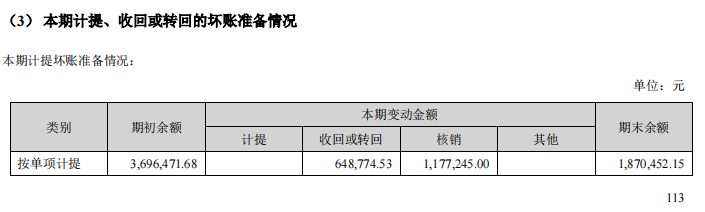 （3） 本期计提、收回或转回的坏账准备情况
本期计提坏账准备情况：
单位：元
类别 期初余额 本期变动金额 期末余额
计提 收回或转回 核销 其他
按单项计提 3,696,471.68 648,774.53 1,177,245.00 1,870,452.15
113